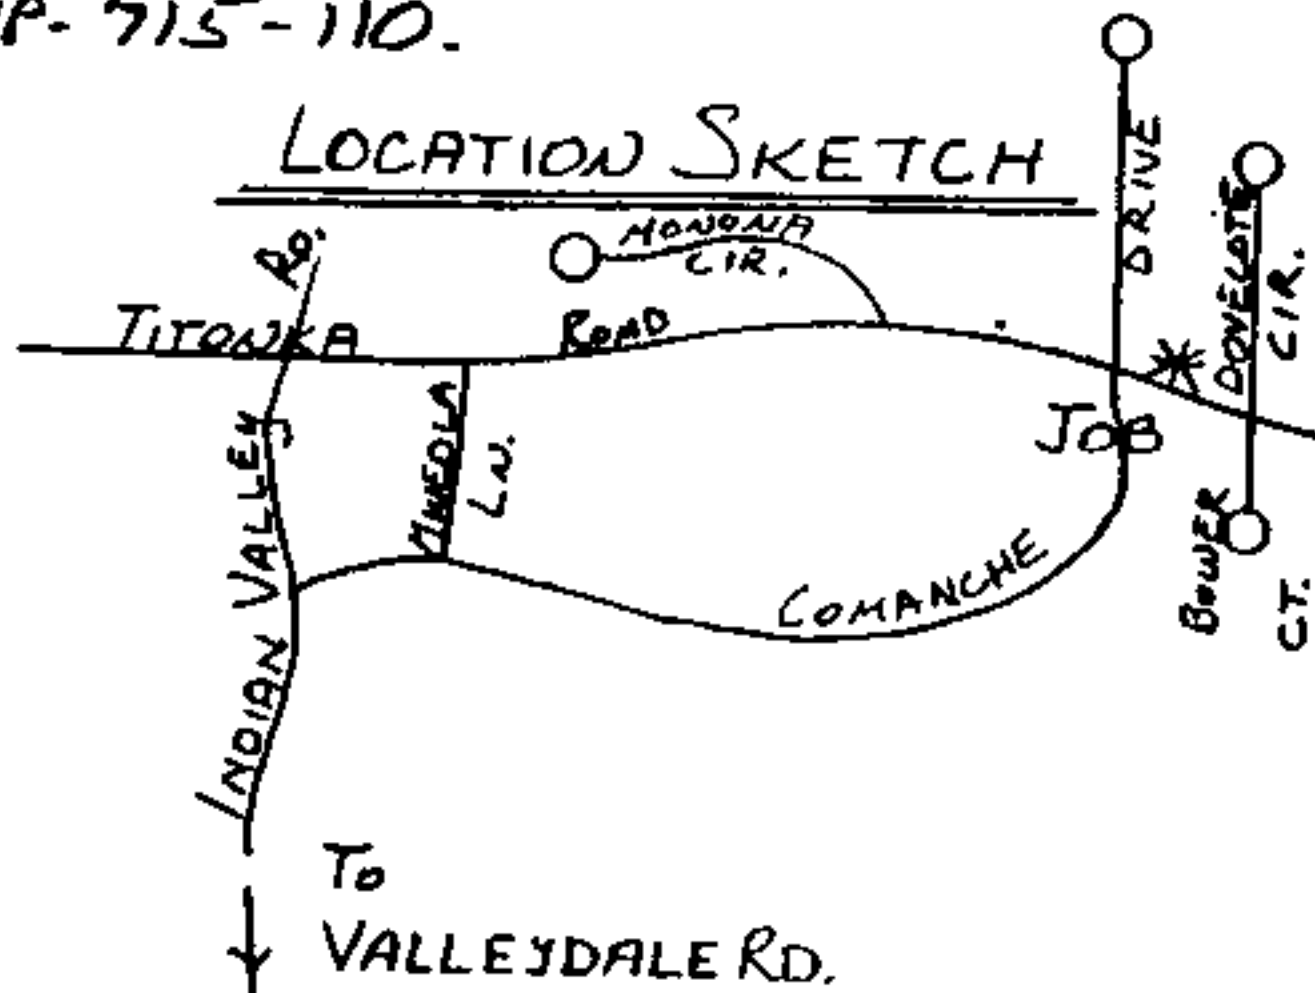 P- 715-110.
LOCATION SKETCH
MONONA
CIR.
RD.
TITONKA
ROAD
DRIVE
CIR.
JOB
LN.
INDIAN VALLEY
COMANCHE
BOWER
CT.
TO
VALLEYDALE RD.